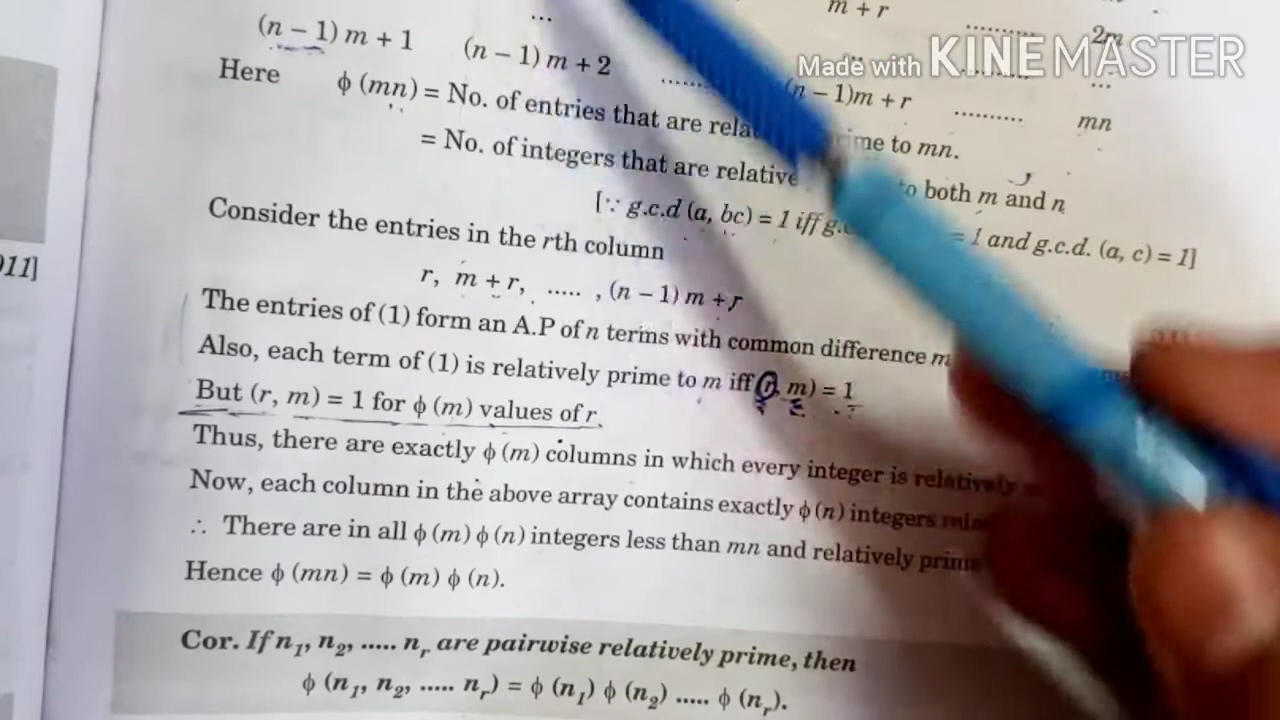 m + r .......... 2m
Made with KINEMASTER
...
(n − 1) m + 1 (n − 1) m + 2 ........ (n − 1)m + r .......... mn
...
Here ϕ (mn) = No. of entries that are prime to mn.
= No. of integers that are relative to both m and n
[∵ g.c.d (a, bc) = 1 iff = 1 and g.c.d. (a, c) = 1]
Consider the entries in the rth column
r, m + r, ..... , (n − 1) m + r
011]
The entries of (1) form an A.P of n terms with common difference m
Also, each term of (1) is relatively prime to m iff (r, m) = 1
But (r, m) = 1 for ϕ (m) values of r.
Thus, there are exactly ϕ (m) columns in which every integer is relatively
Now, each column in the above array contains exactly ϕ (n) integers
∴ There are in all ϕ (m) ϕ (n) integers less than mn and relatively prime
Hence ϕ (mn) = ϕ (m) ϕ (n).
Cor. If n₁, n₂, ..... nᵣ are pairwise relatively prime, then
ϕ (n₁, n₂, ..... nᵣ) = ϕ (n₁) ϕ (n₂) ..... ϕ (nᵣ).